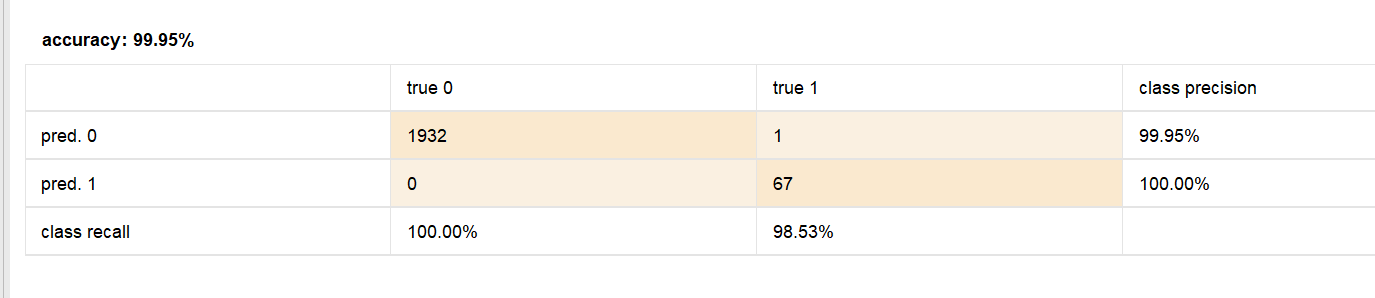 accuracy: 99.95%
true 0 true 1 class precision
pred. 0 1932 1 99.95%
pred. 1 0 67 100.00%
class recall 100.00% 98.53%